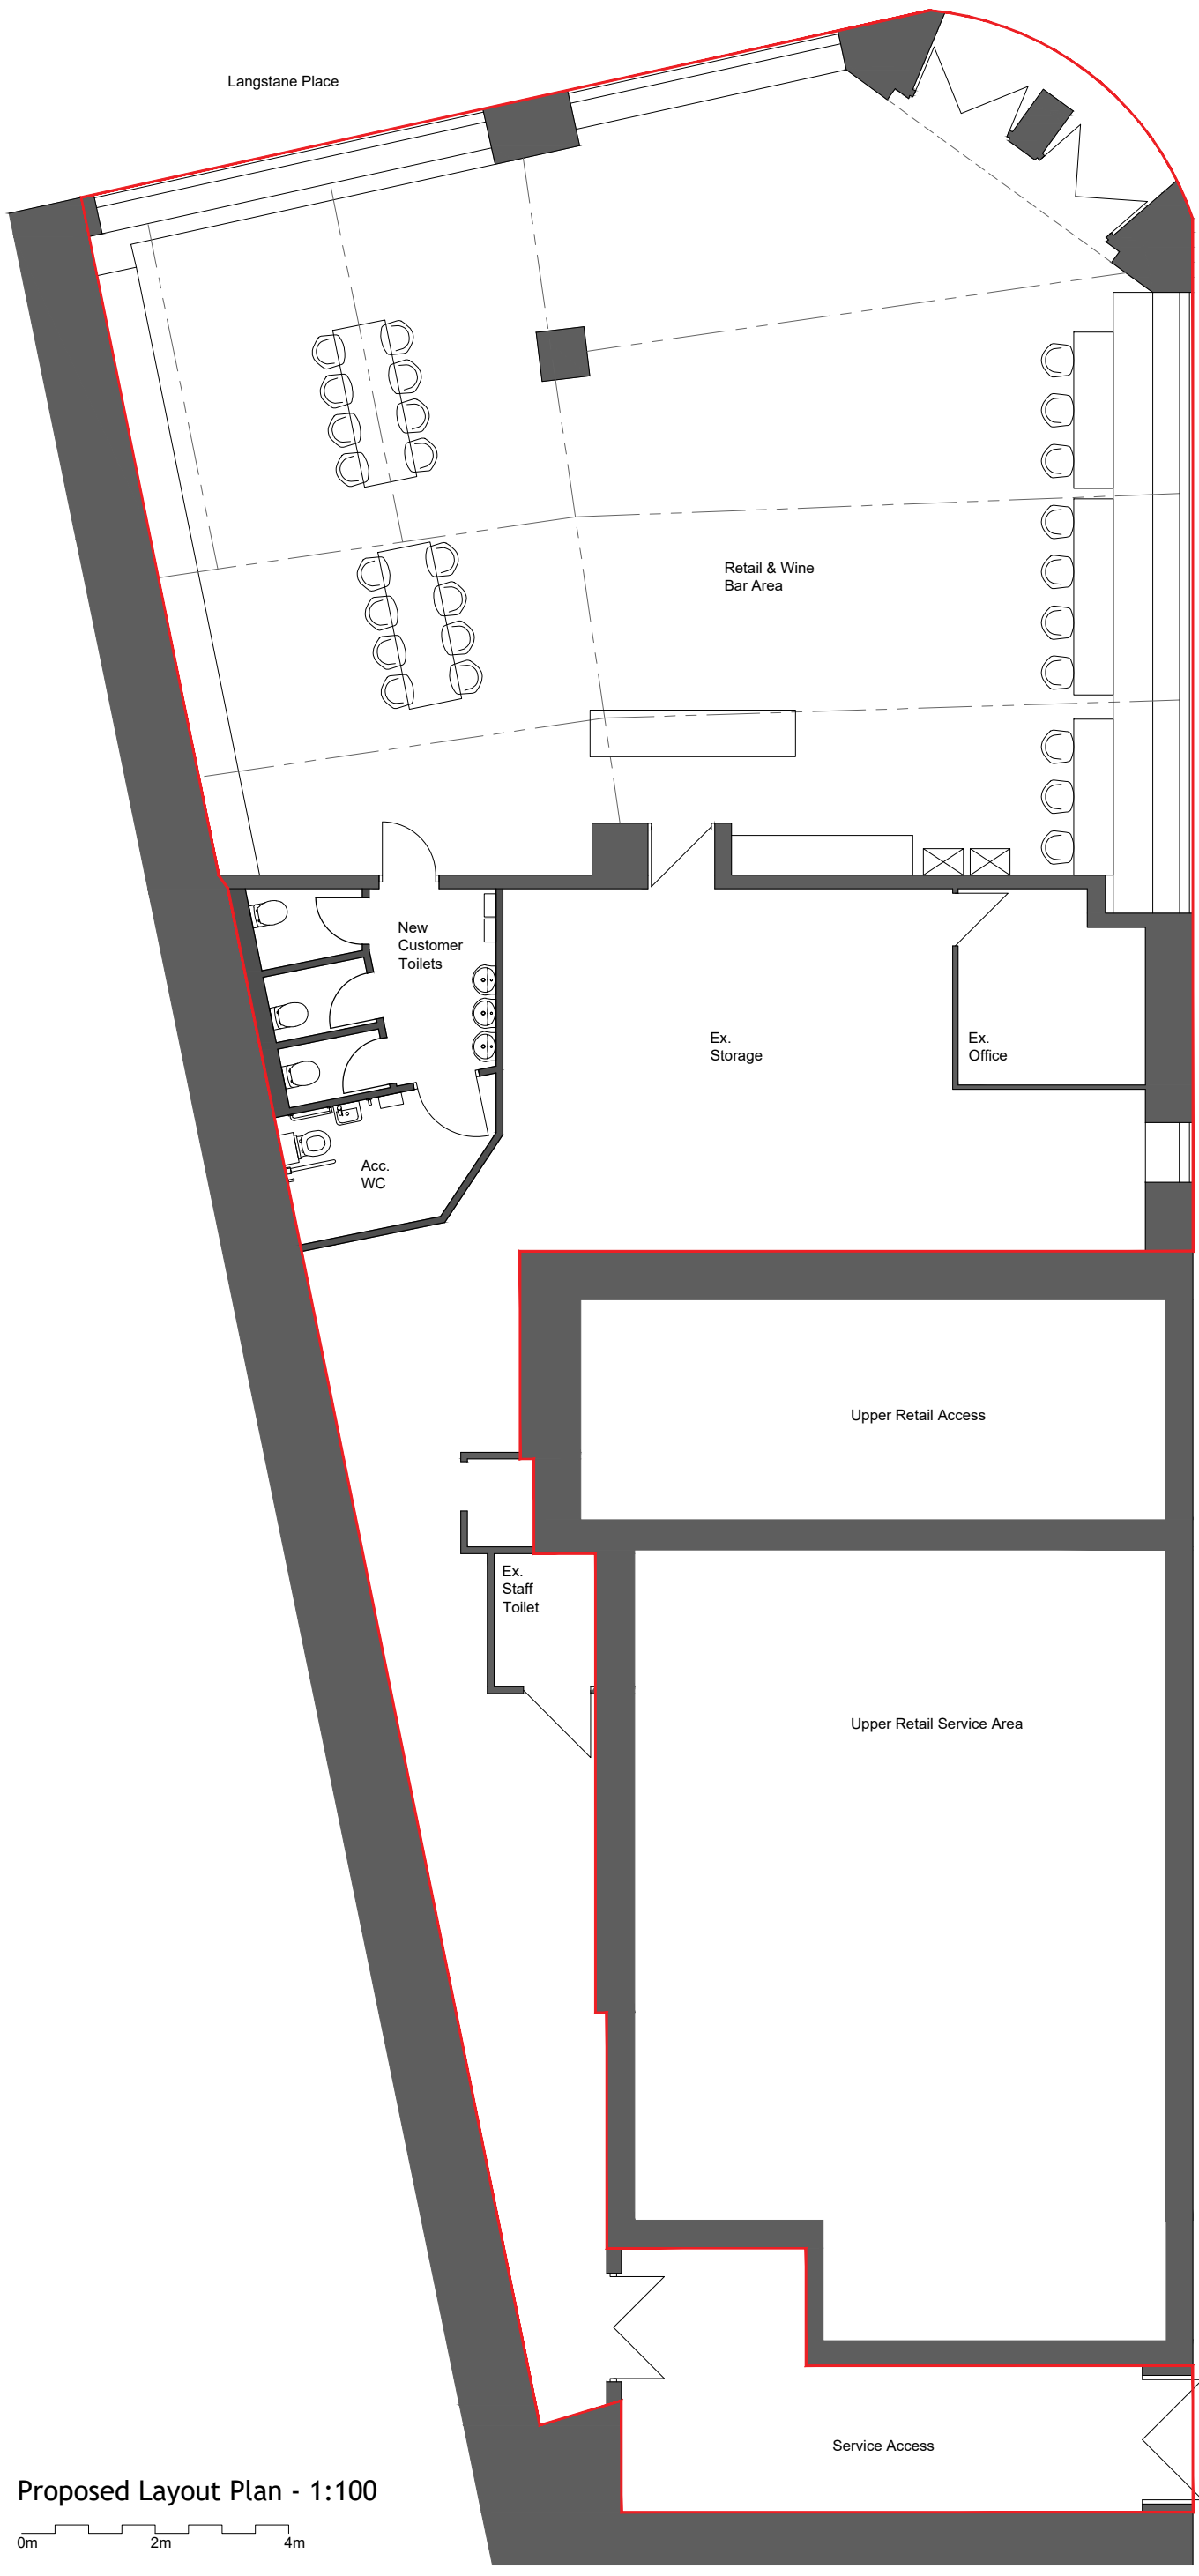 Langstane Place
Retail & Wine
Bar Area
New
Customer
Toilets
Ex.
Storage
Ex.
Office
Acc.
WC
Upper Retail Access
Ex.
Staff
Toilet
Upper Retail Service Area
Service Access
Proposed Layout Plan - 1:100
0m 2m 4m